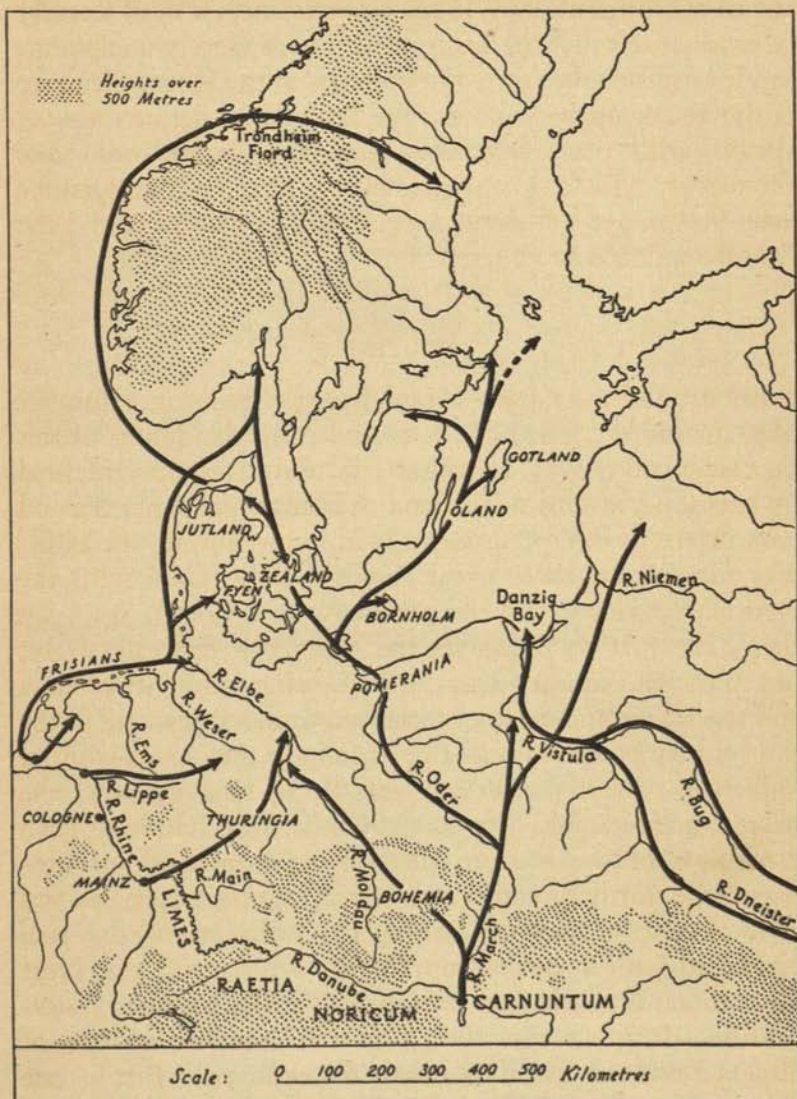 Heights over
500 Metres
Trondheim
Fiord
GOTLAND
OLAND
JUTLAND
ZEALAND
FYEN
BORNHOLM
R. Niemen
Danzig
Bay
FRISIANS
POMERANIA
R. Elbe
R. Weser
R. Ems
R. Vistula
R. Oder
R. Bug
R. Lippe
COLOGNE
R. Rhine
THURINGIA
MAINZ
R. Main
R. Moldau
BOHEMIA
R. Dneister
LIMES
R. March
R. Danube
RAETIA
NORICUM
CARNUNTUM
Scale: 0 100 200 300 400 500 Kilometres